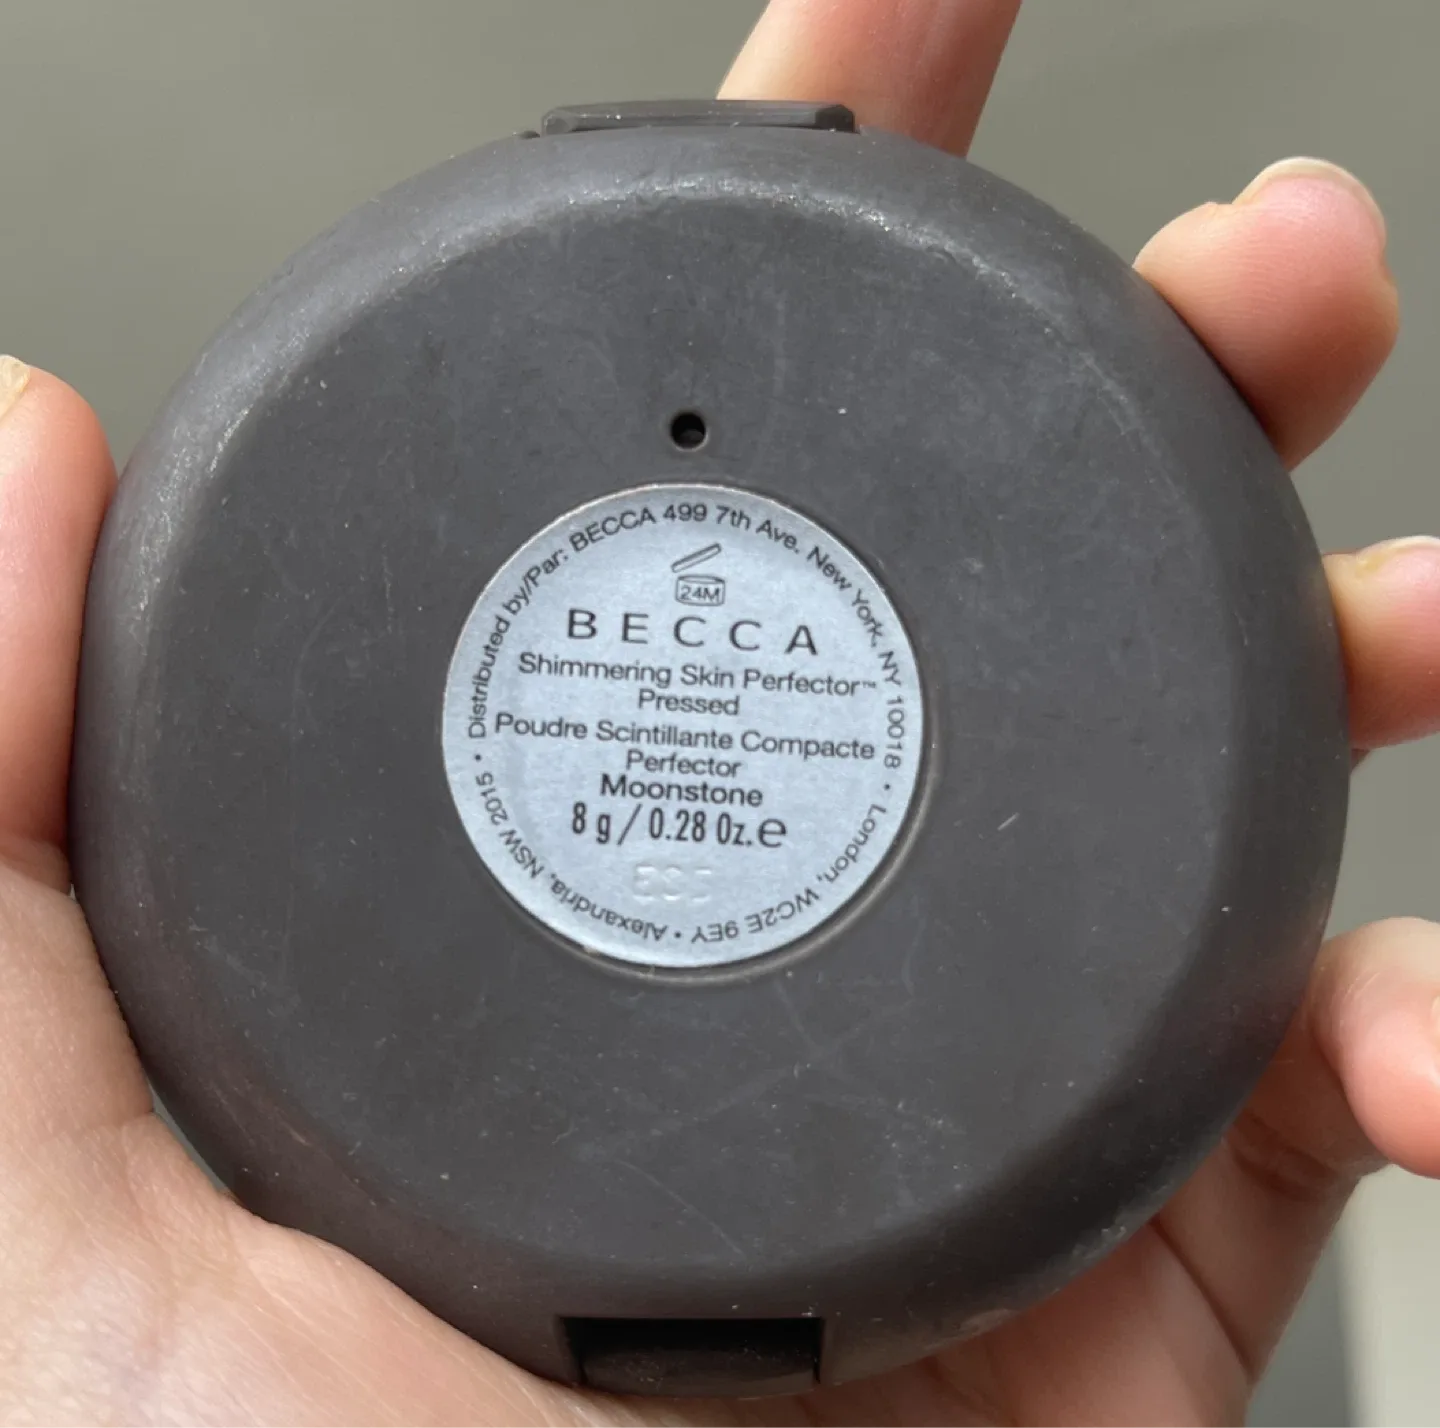 Distributed by/Par: BECCA 499 7th Ave. New York, NY 10018 • London, WC2E 9EY • Alexandria, NSW 2015 •
24M
BECCA
Shimmering Skin Perfector™
Pressed
Poudre Scintillante Compacte
Perfector
Moonstone
8 g / 0.28 Oz. e